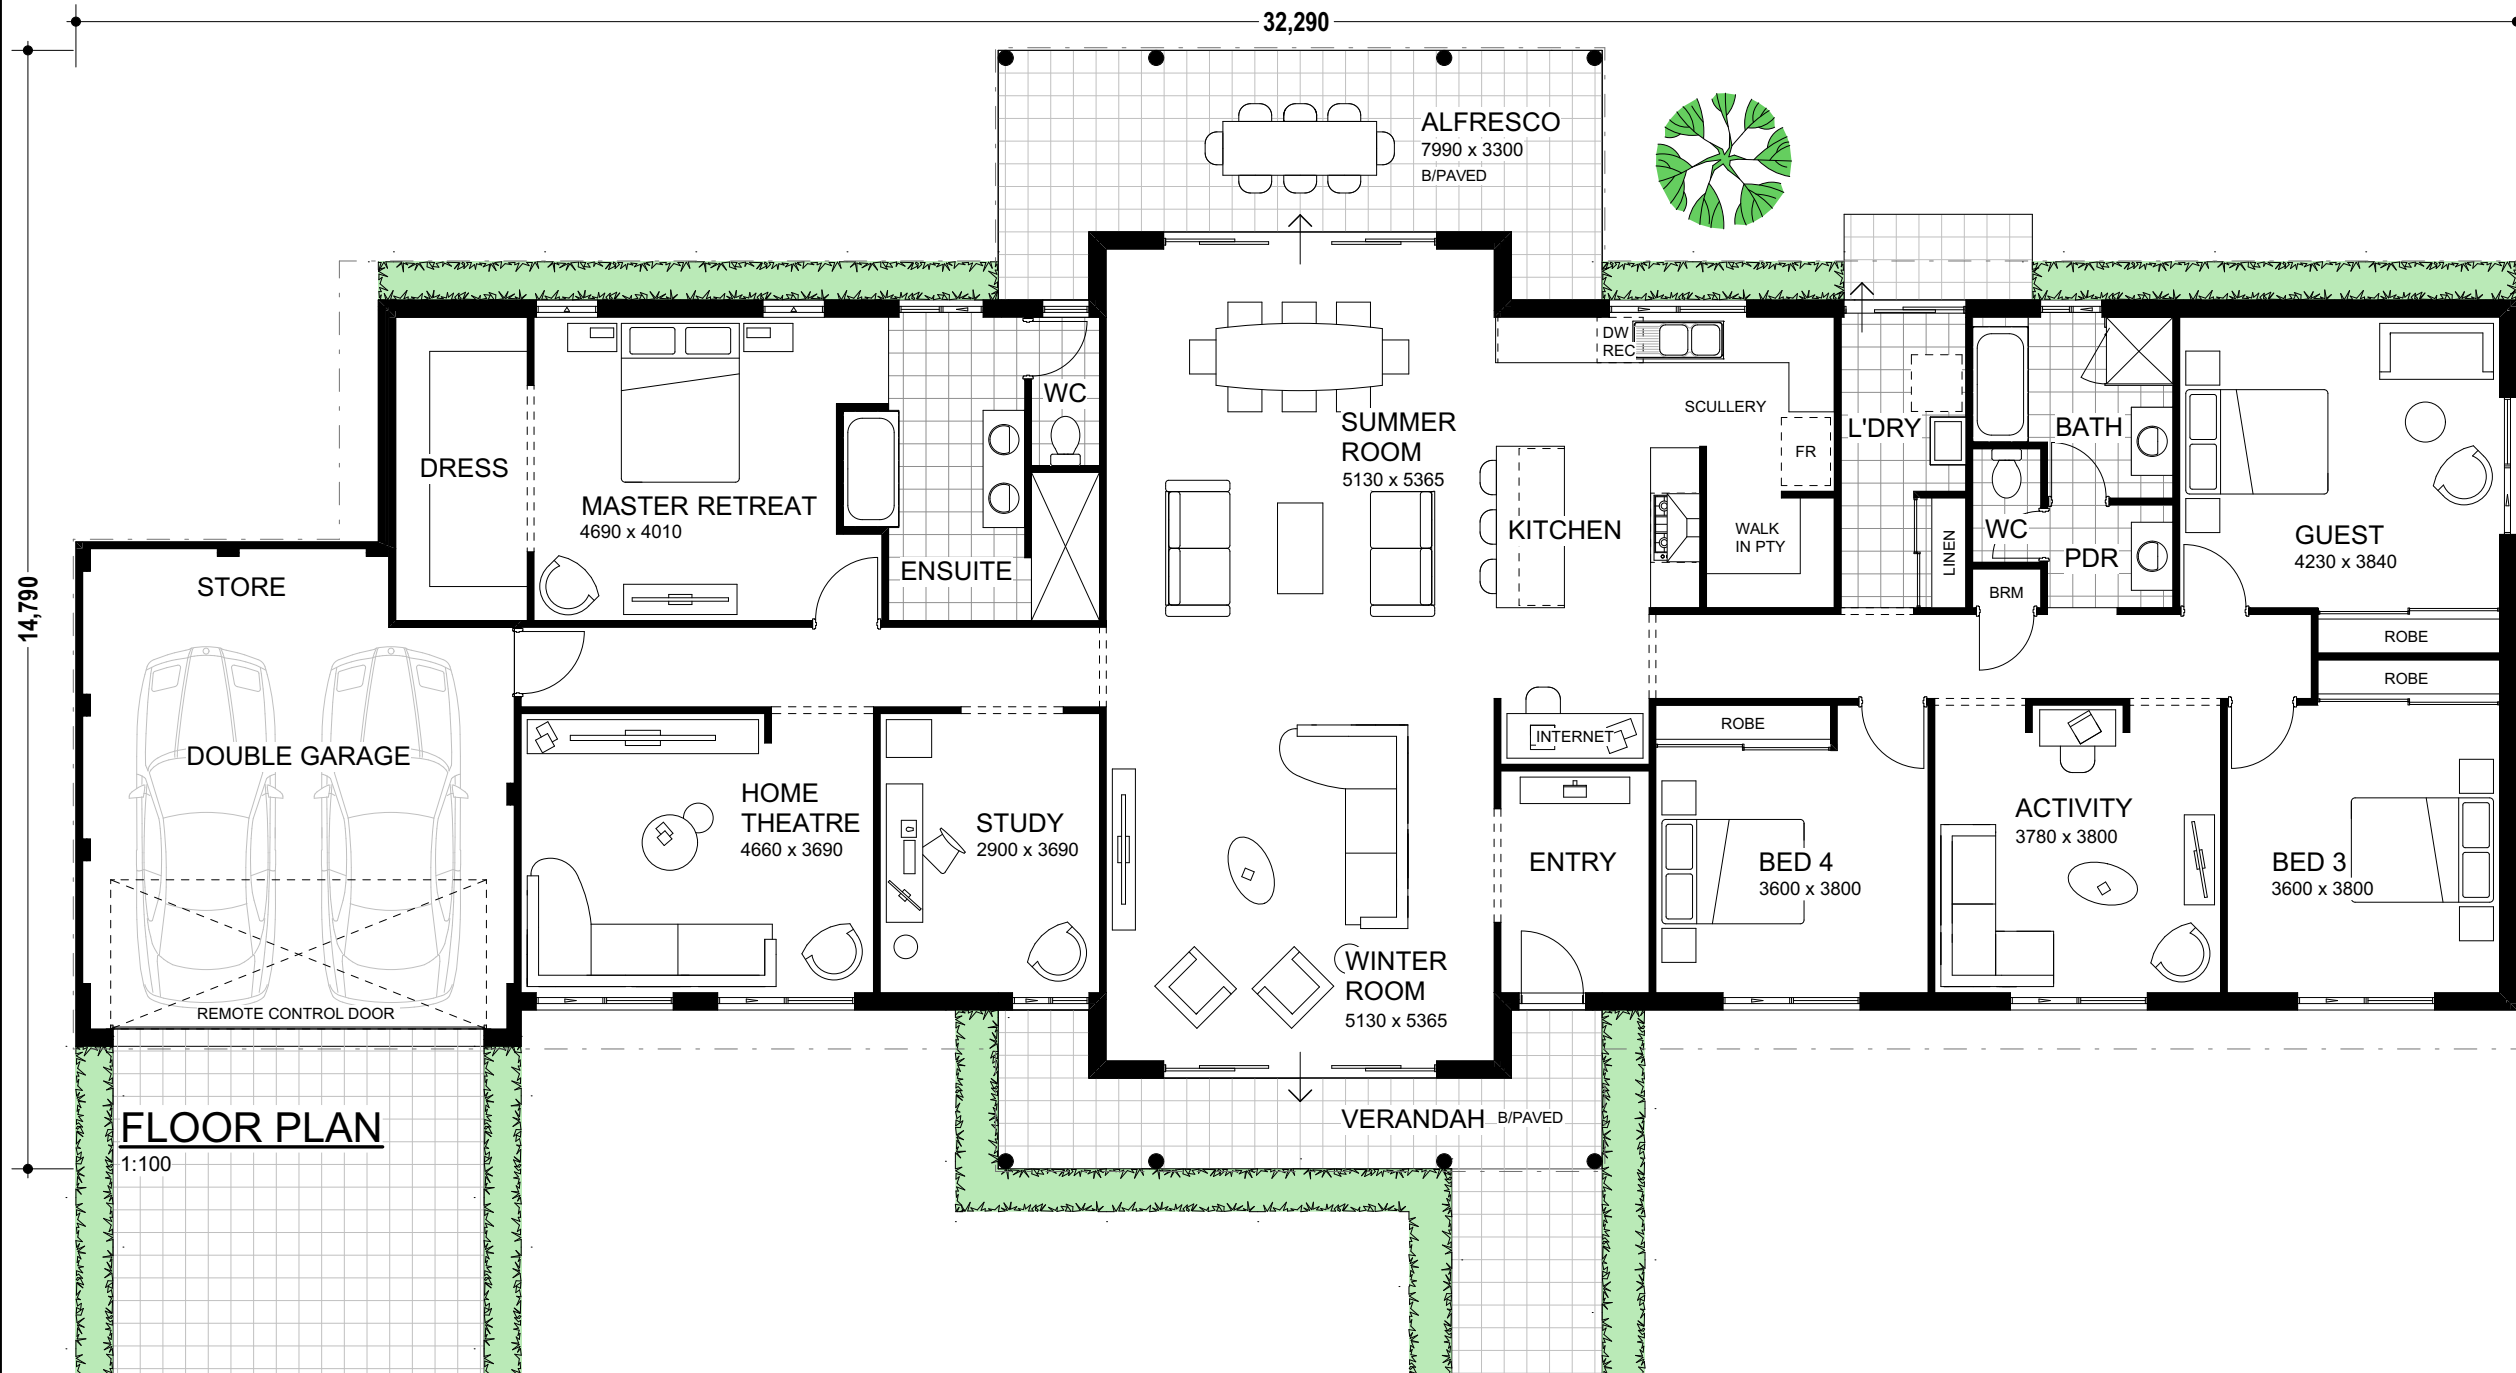 32,290
14,790
ALFRESCO
7990 x 3300
B/PAVED
DRESS
MASTER RETREAT
4690 x 4010
ENSUITE
WC
SUMMER
ROOM
5130 x 5365
DW
REC
SCULLERY
FR
KITCHEN
WALK
IN PTY
L'DRY
LINEN
BATH
WC
PDR
BRM
GUEST
4230 x 3840
ROBE
ROBE
STORE
DOUBLE GARAGE
REMOTE CONTROL DOOR
HOME
THEATRE
4660 x 3690
STUDY
2900 x 3690
INTERNET
ENTRY
WINTER
ROOM
5130 x 5365
ROBE
BED 4
3600 x 3800
ACTIVITY
3780 x 3800
BED 3
3600 x 3800
VERANDAH B/PAVED
FLOOR PLAN
1:100